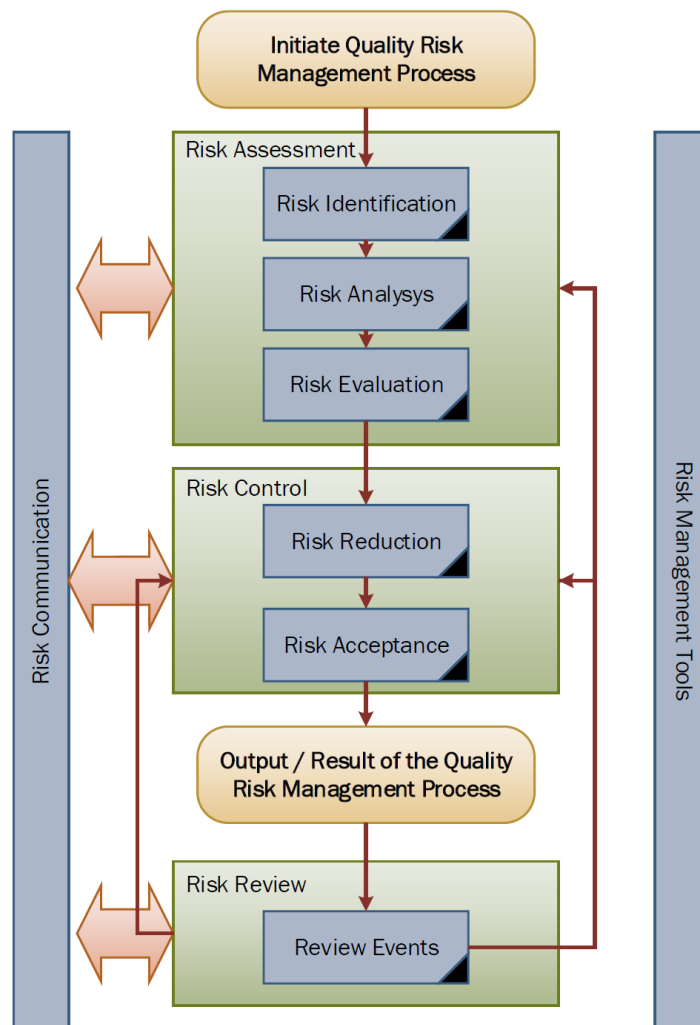 Initiate Quality Risk
Management Process
Risk Assessment
Risk Identification
Risk Analysys
Risk Evaluation
Risk Control
Risk Reduction
Risk Acceptance
Output / Result of the Quality
Risk Management Process
Risk Review
Review Events
Risk Communication
Risk Management Tools